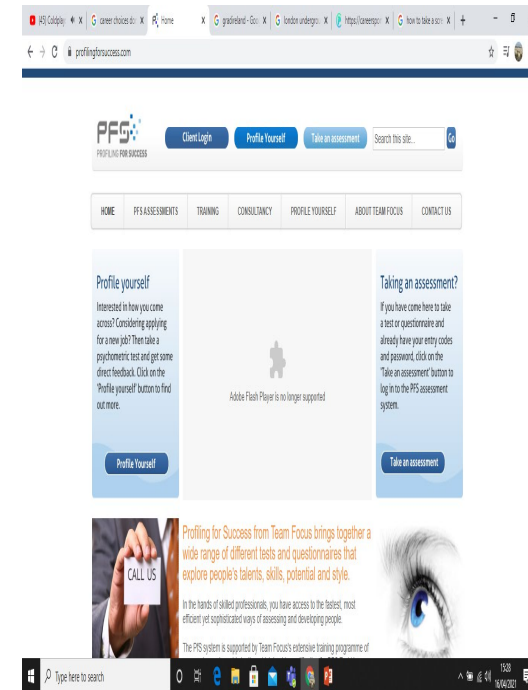 (45) Coldplay
career choices do
Home
gradireland - Goo
london undergro
https://careerspor
how to take a scre
profilingforsuccess.com
PFS
PROFILING FOR SUCCESS
Client Login
Profile Yourself
Take an assessment
Search this site...
Go
HOME
PFS ASSESSMENTS
TRAINING
CONSULTANCY
PROFILE YOURSELF
ABOUT TEAM FOCUS
CONTACT US
Profile yourself
Interested in how you come
across? Considering applying
for a new job? Then take a
psychometric test and get some
direct feedback. Click on the
'Profile yourself' button to find
out more.
Profile Yourself
Adobe Flash Player is no longer supported
Taking an assessment?
If you have come here to take
a test or questionnaire and
already have your entry codes
and password, click on the
'Take an assessment' button to
log in to the PFS assessment
system.
Take an assessment
CALL US
Profiling for Success from Team Focus brings together a
wide range of different tests and questionnaires that
explore people's talents, skills, potential and style.
In the hands of skilled professionals, you have access to the fastest, most
efficient yet sophisticated ways of assessing and developing people.
The PFS system is supported by Team Focus's extensive training programme of
Type here to search
15:28
16/04/2021